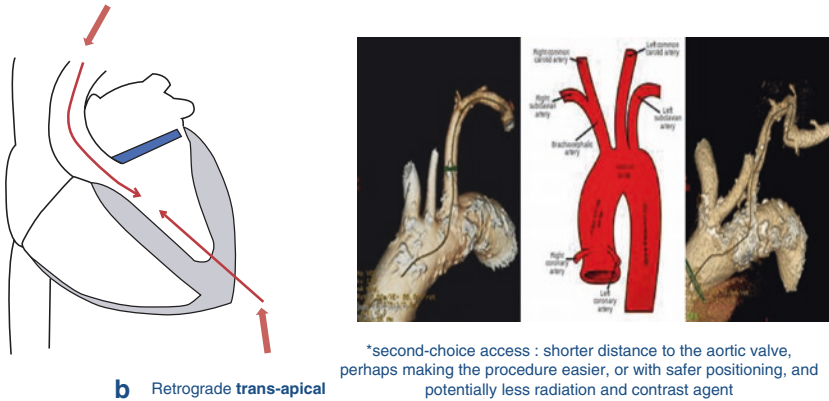 Right common
carotid artery
Left common
carotid artery
Right
subclavian
artery
Left
subclavian
artery
Brachiocephalic
artery
Right
coronary
artery
Left
coronary
artery
*second-choice access : shorter distance to the aortic valve,
perhaps making the procedure easier, or with safer positioning, and
potentially less radiation and contrast agent
b Retrograde trans-apical